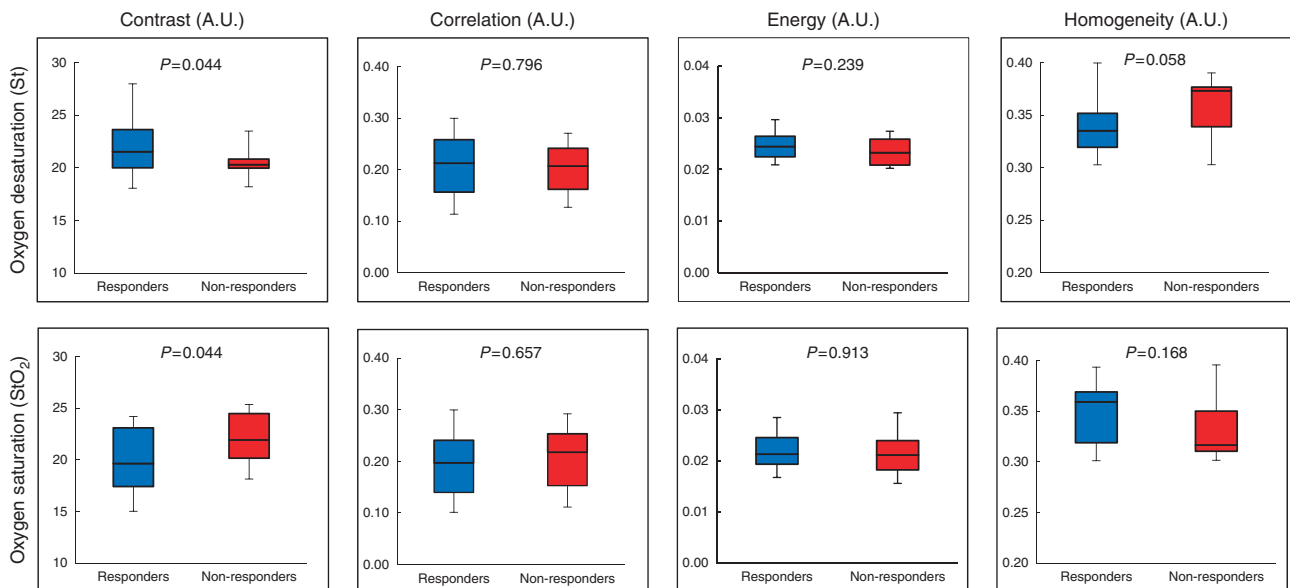 Contrast (A.U.)
Correlation (A.U.)
Energy (A.U.)
Homogeneity (A.U.)
Oxygen desaturation (St)
P=0.044
30
25
20
15
10
Responders
Non-responders
P=0.796
0.40
0.30
0.20
0.10
0.00
Responders
Non-responders
P=0.239
0.04
0.03
0.02
0.01
0.00
Responders
Non-responders
P=0.058
0.40
0.35
0.30
0.25
0.20
Responders
Non-responders
Oxygen saturation (StO₂)
P=0.044
30
25
20
15
10
Responders
Non-responders
P=0.657
0.40
0.30
0.20
0.10
0.00
Responders
Non-responders
P=0.913
0.04
0.03
0.02
0.01
0.00
Responders
Non-responders
P=0.168
0.40
0.35
0.30
0.25
0.20
Responders
Non-responders